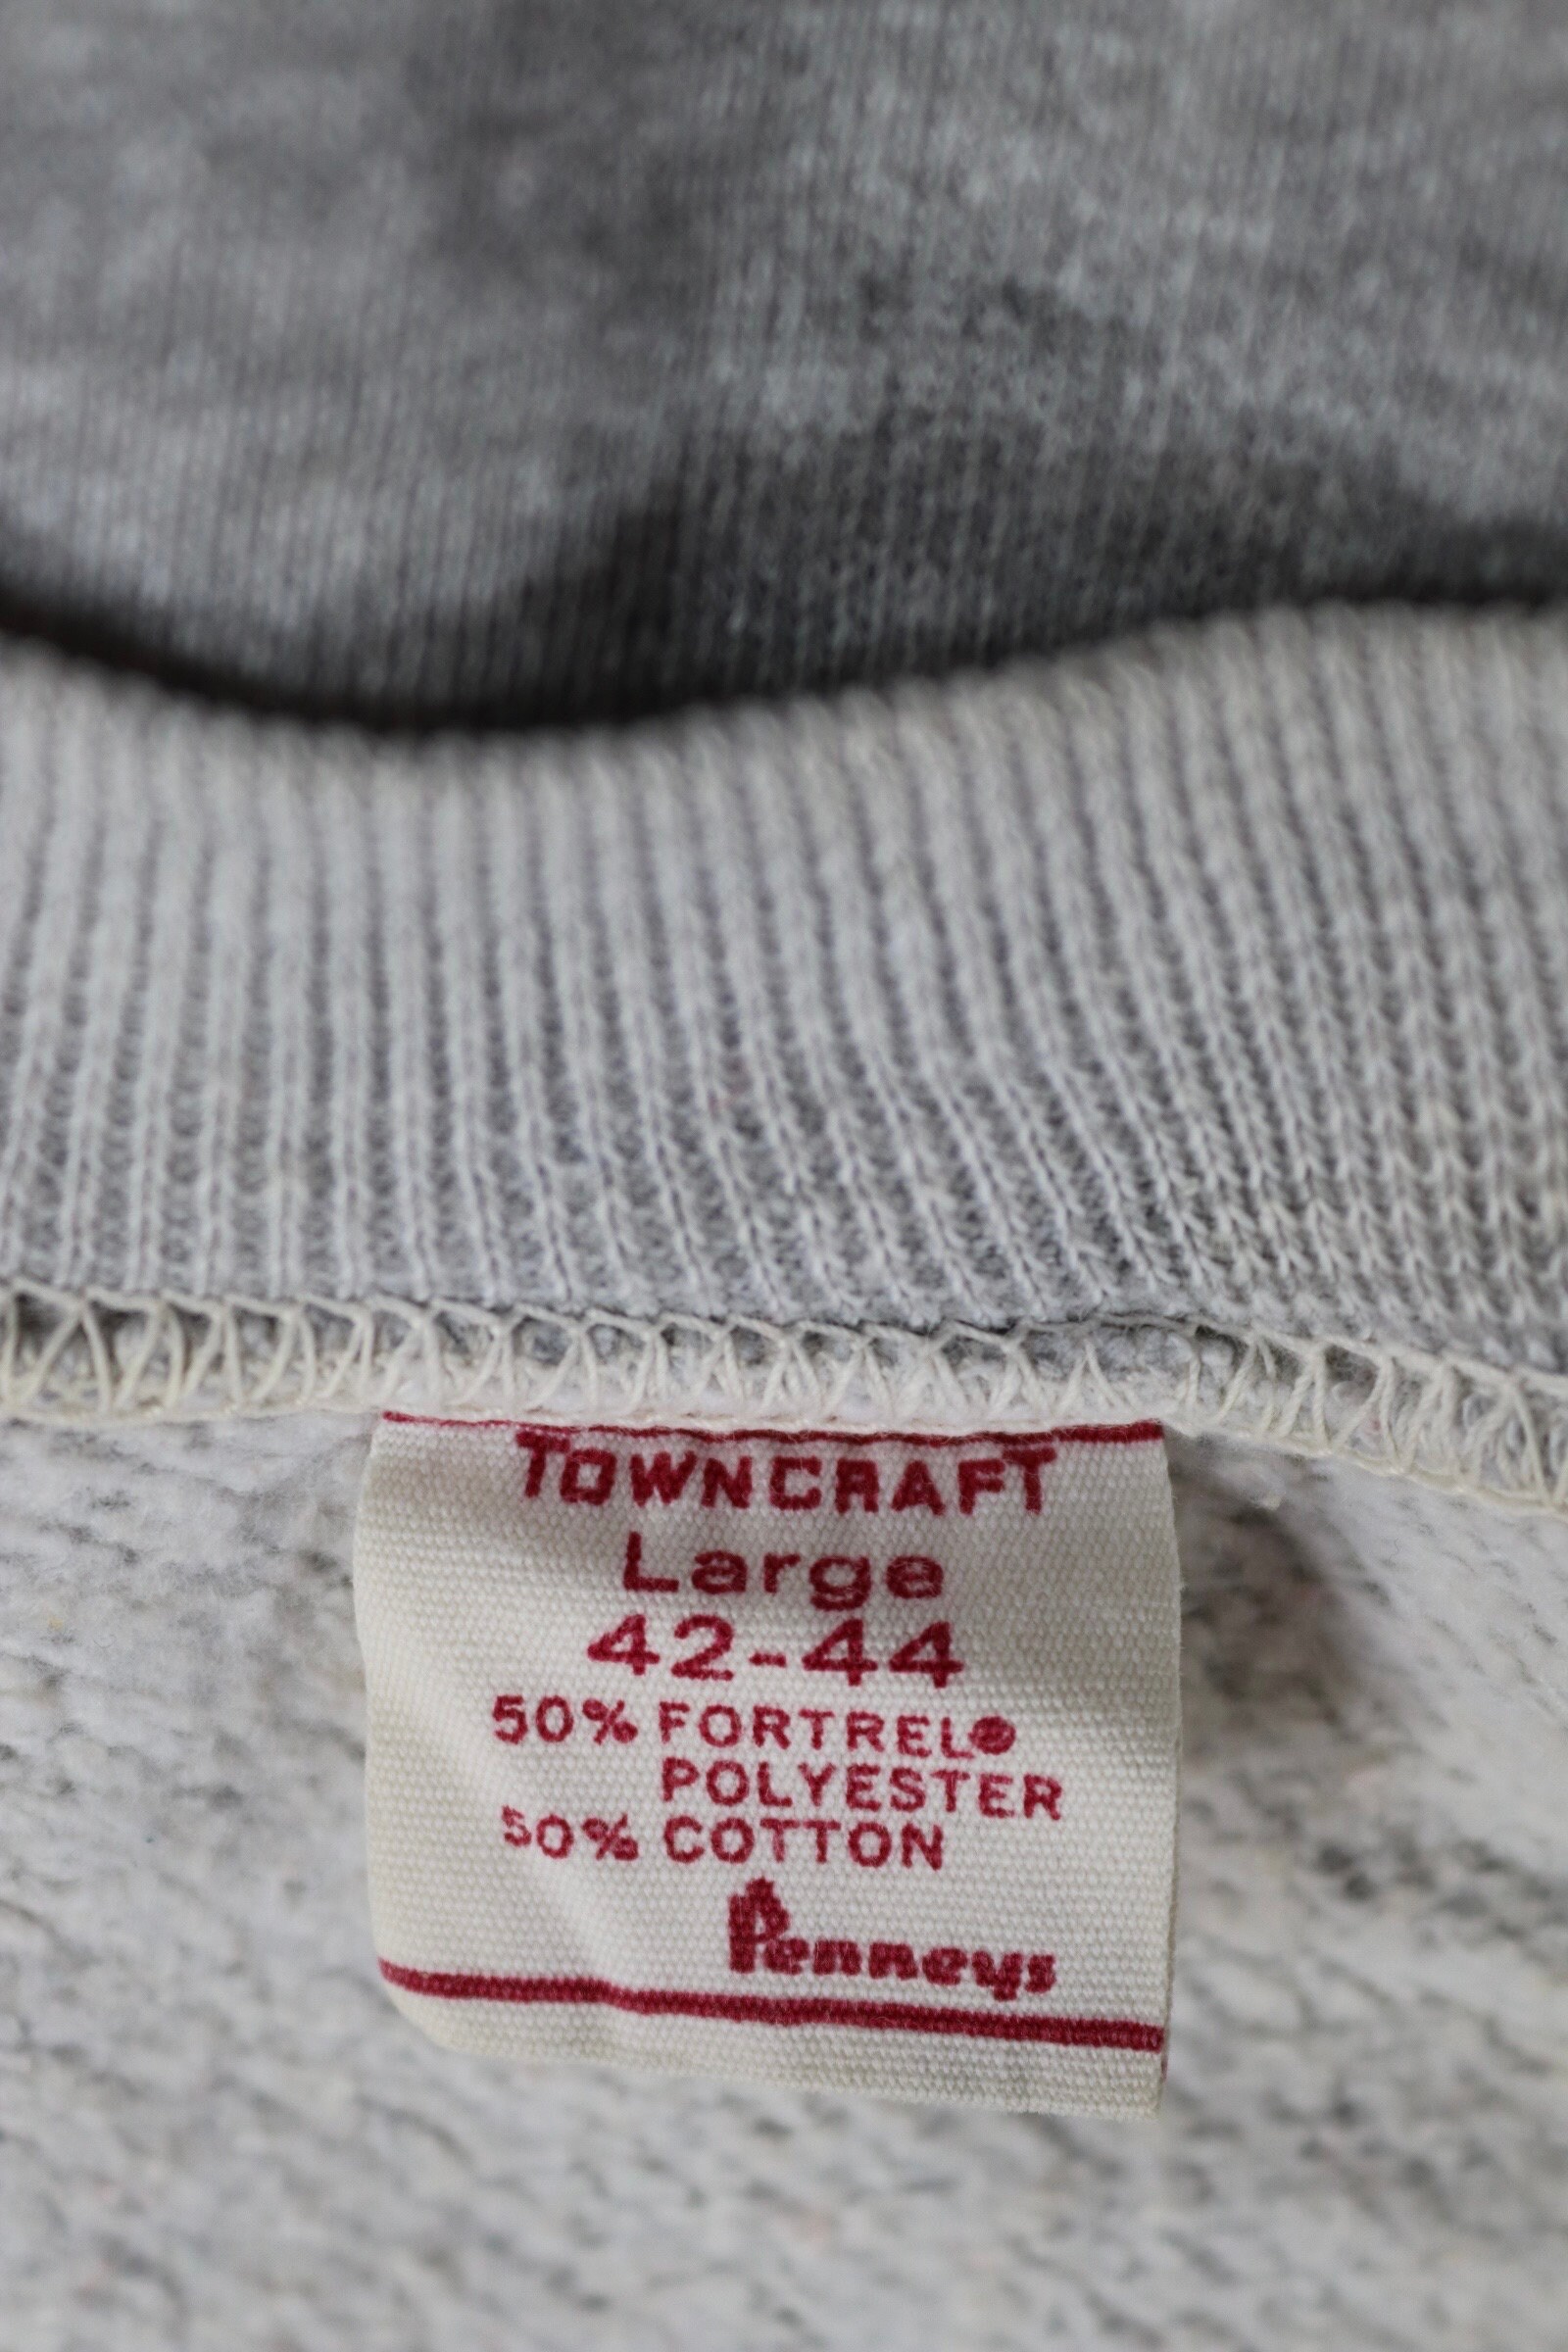 TOWNCRAFT
Large
42-44
50% FORTREL®
POLYESTER
50% COTTON
Penneys